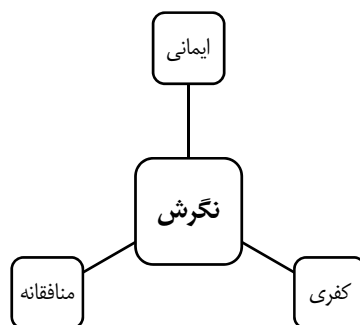 ایمانی
نگرش
کفری
منافقانه